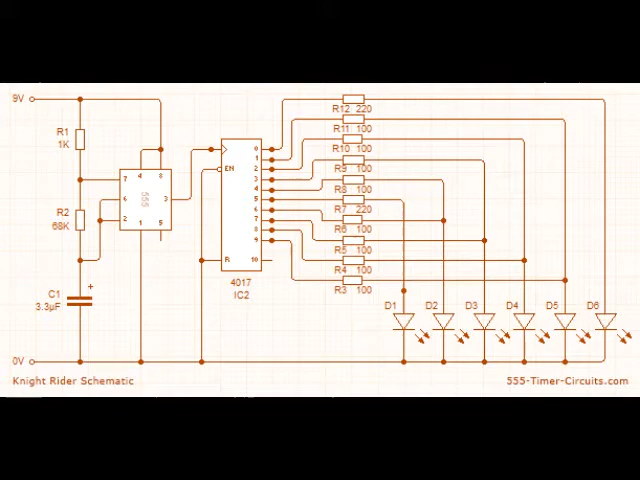 9V
R1
1K
R2
68K
C1
3.3µF
+
0V
7
6
2
4
8
3
1
5
555
EN
R
0
1
2
3
4
5
6
7
8
9
10
4017
IC2
R12 220
R11 100
R10 100
R9 100
R8 100
R7 220
R6 100
R5 100
R4 100
R3 100
D1
D2
D3
D4
D5
D6
Knight Rider Schematic
555-Timer-Circuits.com